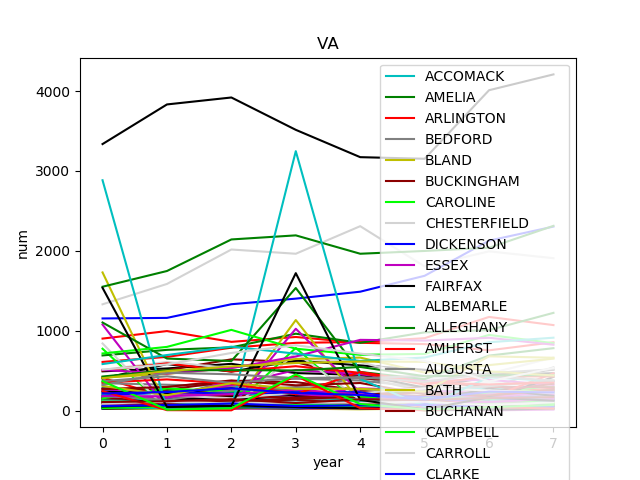 VA
num
4000
3000
2000
1000
0
0 1 2 3 4 5 6 7
year
ACCOMACK
AMELIA
ARLINGTON
BEDFORD
BLAND
BUCKINGHAM
CAROLINE
CHESTERFIELD
DICKENSON
ESSEX
FAIRFAX
ALBEMARLE
ALLEGHANY
AMHERST
AUGUSTA
BATH
BUCHANAN
CAMPBELL
CARROLL
CLARKE